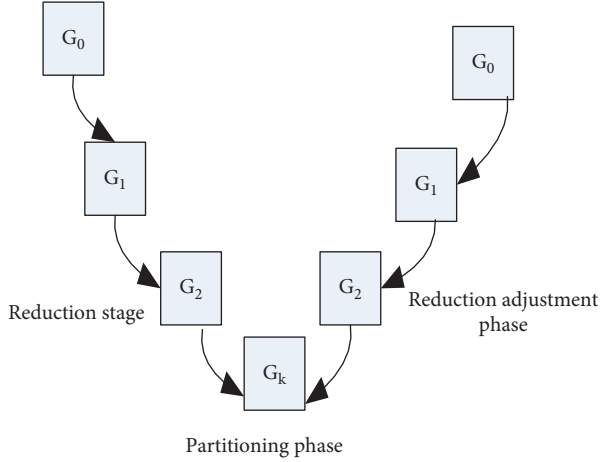 G₀
G₀
G₁
G₁
G₂
G₂
Reduction stage
Reduction adjustment
phase
Gₖ
Partitioning phase